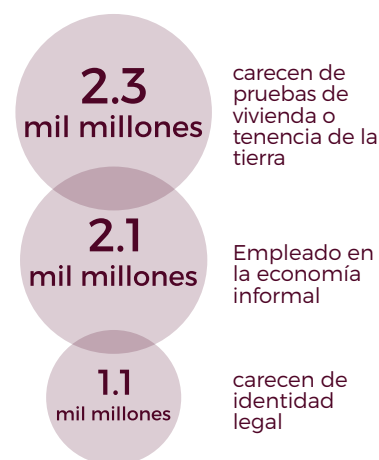 2.3
mil millones
carecen de
pruebas de
vivienda o
tenencia de la
tierra
2.1
mil millones
Empleado en
la economía
informal
1.1
mil millones
carecen de
identidad
legal